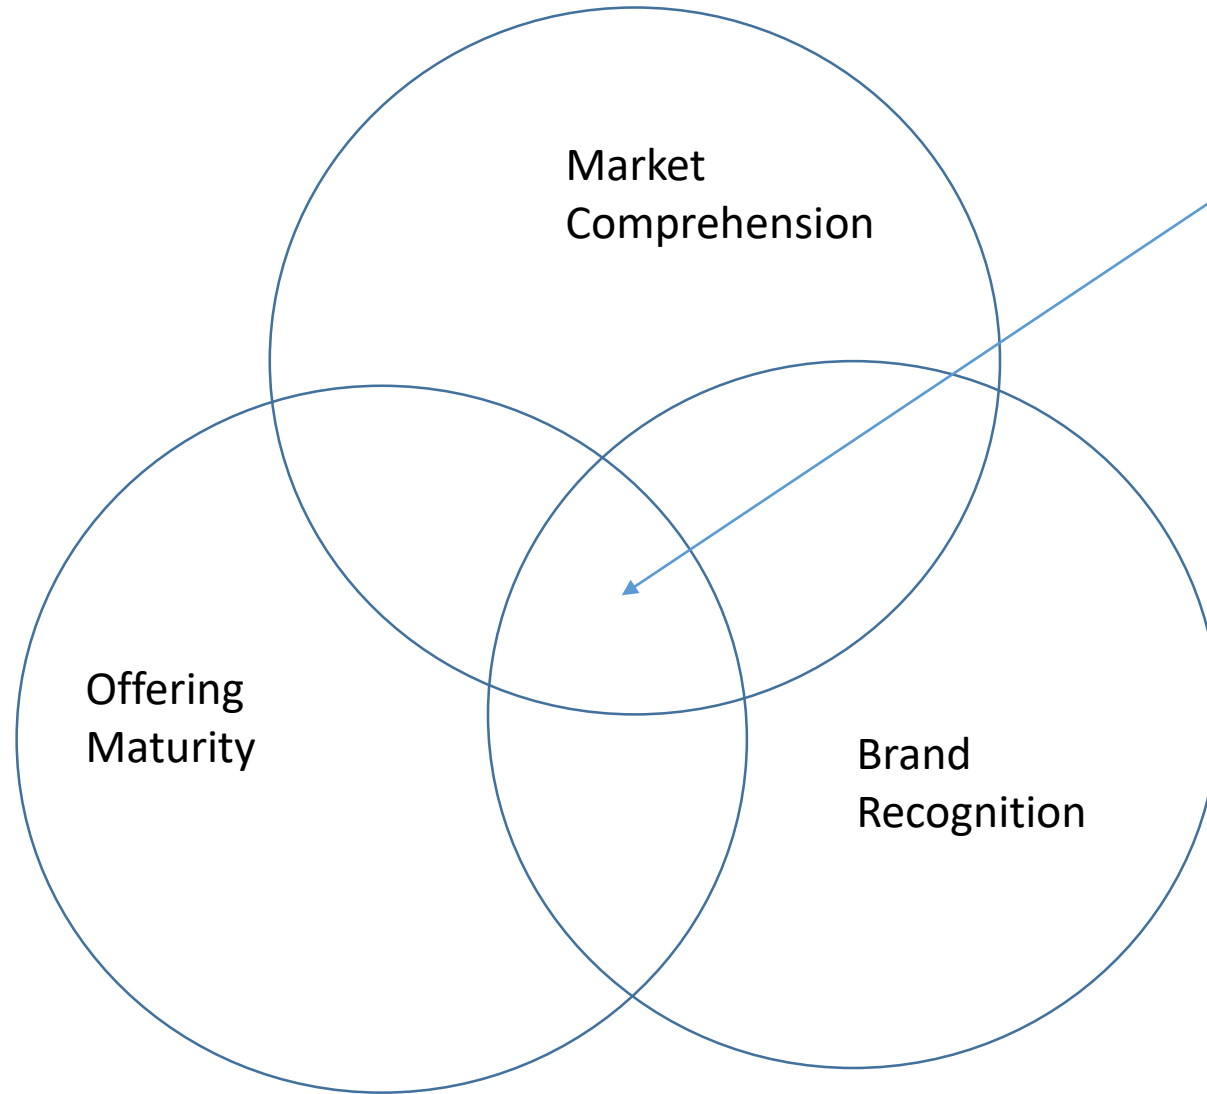 Market
Comprehension
Offering
Maturity
Brand
Recognition